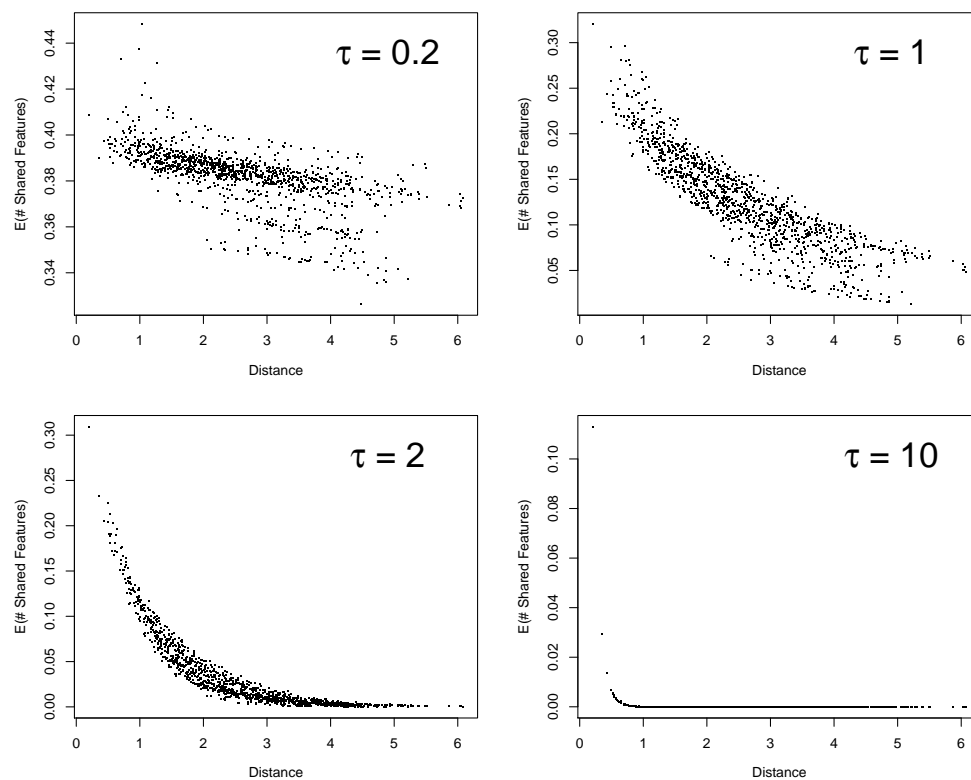 τ = 0.2
E(# Shared Features)
0.44
0.42
0.40
0.38
0.36
0.34
0 1 2 3 4 5 6
Distance
τ = 1
E(# Shared Features)
0.30
0.25
0.20
0.15
0.10
0.05
0 1 2 3 4 5 6
Distance
τ = 2
E(# Shared Features)
0.30
0.25
0.20
0.15
0.10
0.05
0.00
0 1 2 3 4 5 6
Distance
τ = 10
E(# Shared Features)
0.10
0.08
0.06
0.04
0.02
0.00
0 1 2 3 4 5 6
Distance